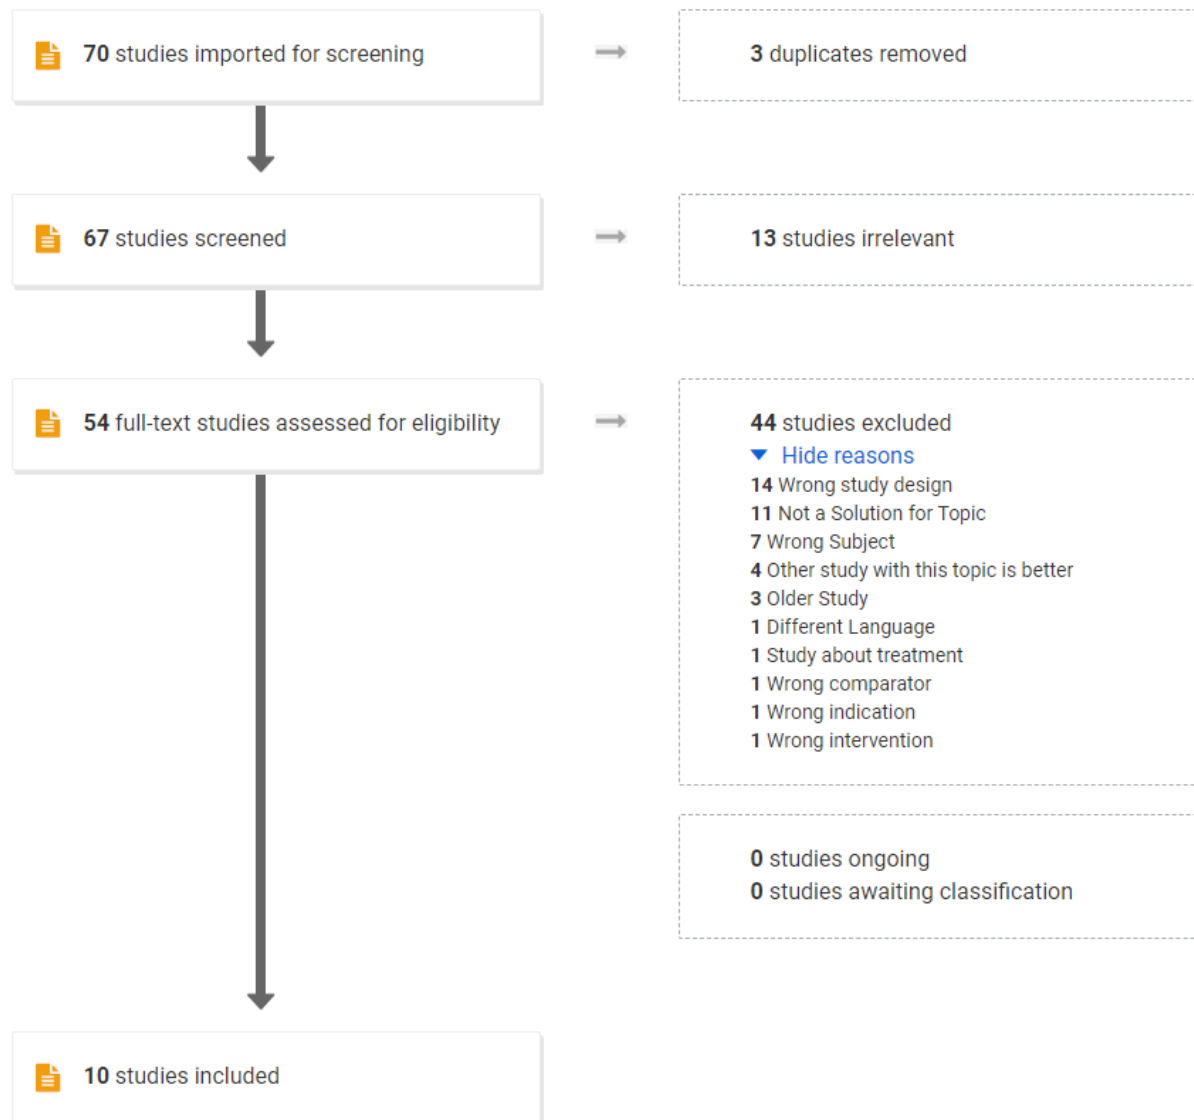 70 studies imported for screening
3 duplicates removed
67 studies screened
13 studies irrelevant
54 full-text studies assessed for eligibility
44 studies excluded
Hide reasons
14 Wrong study design
11 Not a Solution for Topic
7 Wrong Subject
4 Other study with this topic is better
3 Older Study
1 Different Language
1 Study about treatment
1 Wrong comparator
1 Wrong indication
1 Wrong intervention
0 studies ongoing
0 studies awaiting classification
10 studies included